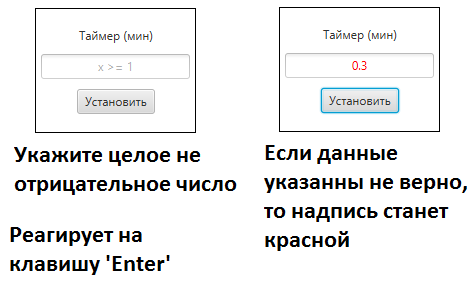 Таймер (мин)
x >= 1
Установить
Укажите целое не
отрицательное число
Реагирует на
клавишу 'Enter'
Таймер (мин)
0.3
Установить
Если данные
указанны не верно,
то надпись станет
красной